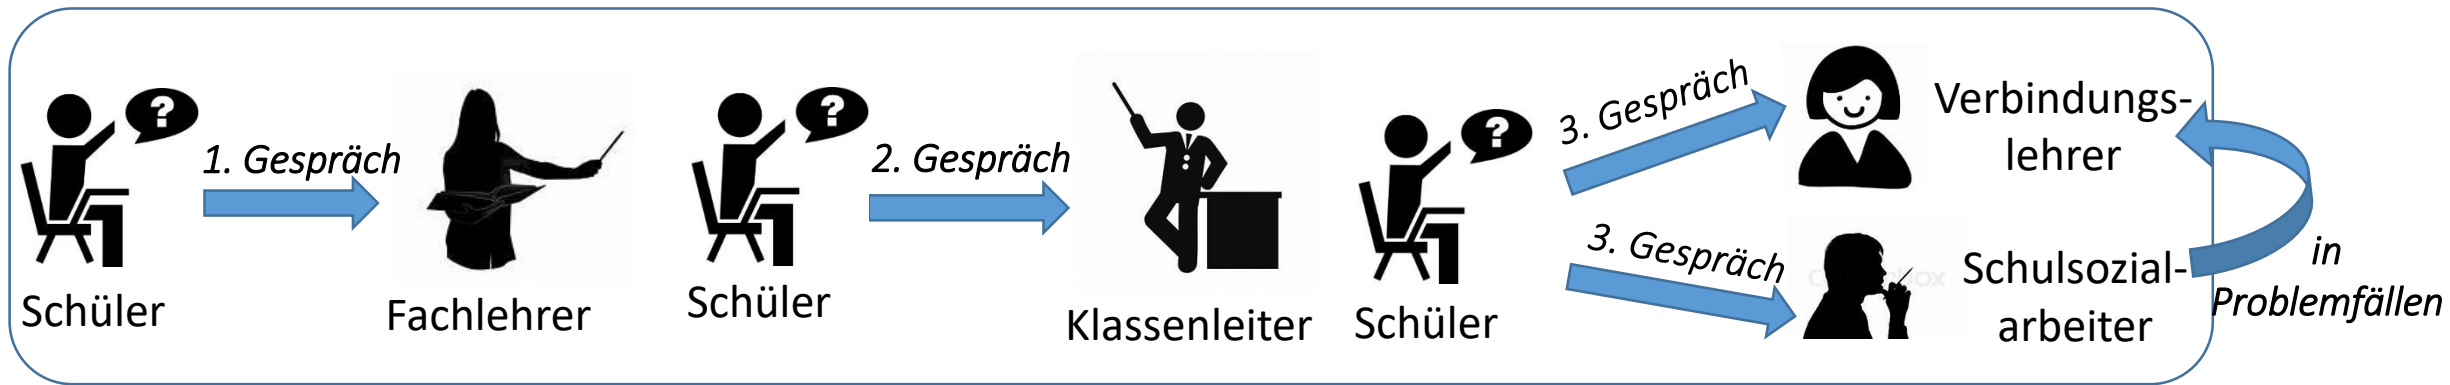 ?
1. Gespräch
Schüler
Fachlehrer
?
2. Gespräch
Schüler
Klassenleiter
?
Schüler
3. Gespräch
Verbindungs-
lehrer
3. Gespräch
Schulsozial-
arbeiter
in
Problemfällen